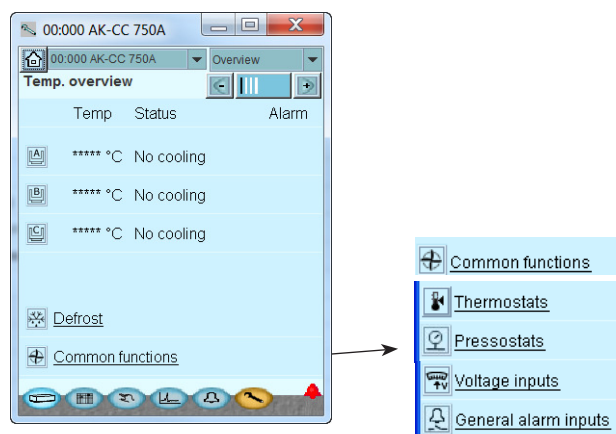 00:000 AK-CC 750A
00:000 AK-CC 750A Overview
Temp. overview
Temp Status Alarm
A ***** °C No cooling
B ***** °C No cooling
C ***** °C No cooling
Defrost
Common functions
Common functions
Thermostats
Pressostats
V Voltage inputs
General alarm inputs